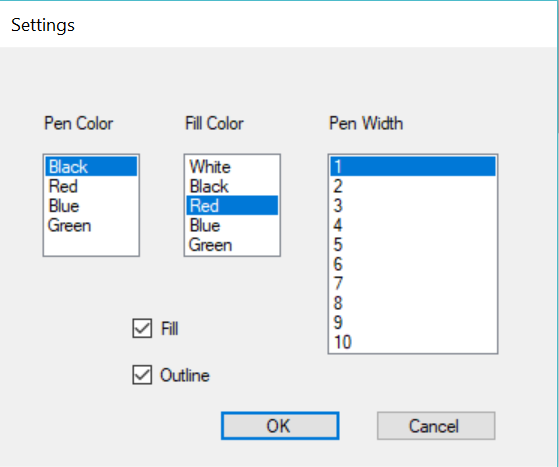 Settings
Pen Color
Fill Color
Pen Width
Black
Red
Blue
Green
White
Black
Red
Blue
Green
1
2
3
4
5
6
7
8
9
10
Fill
Outline
OK
Cancel